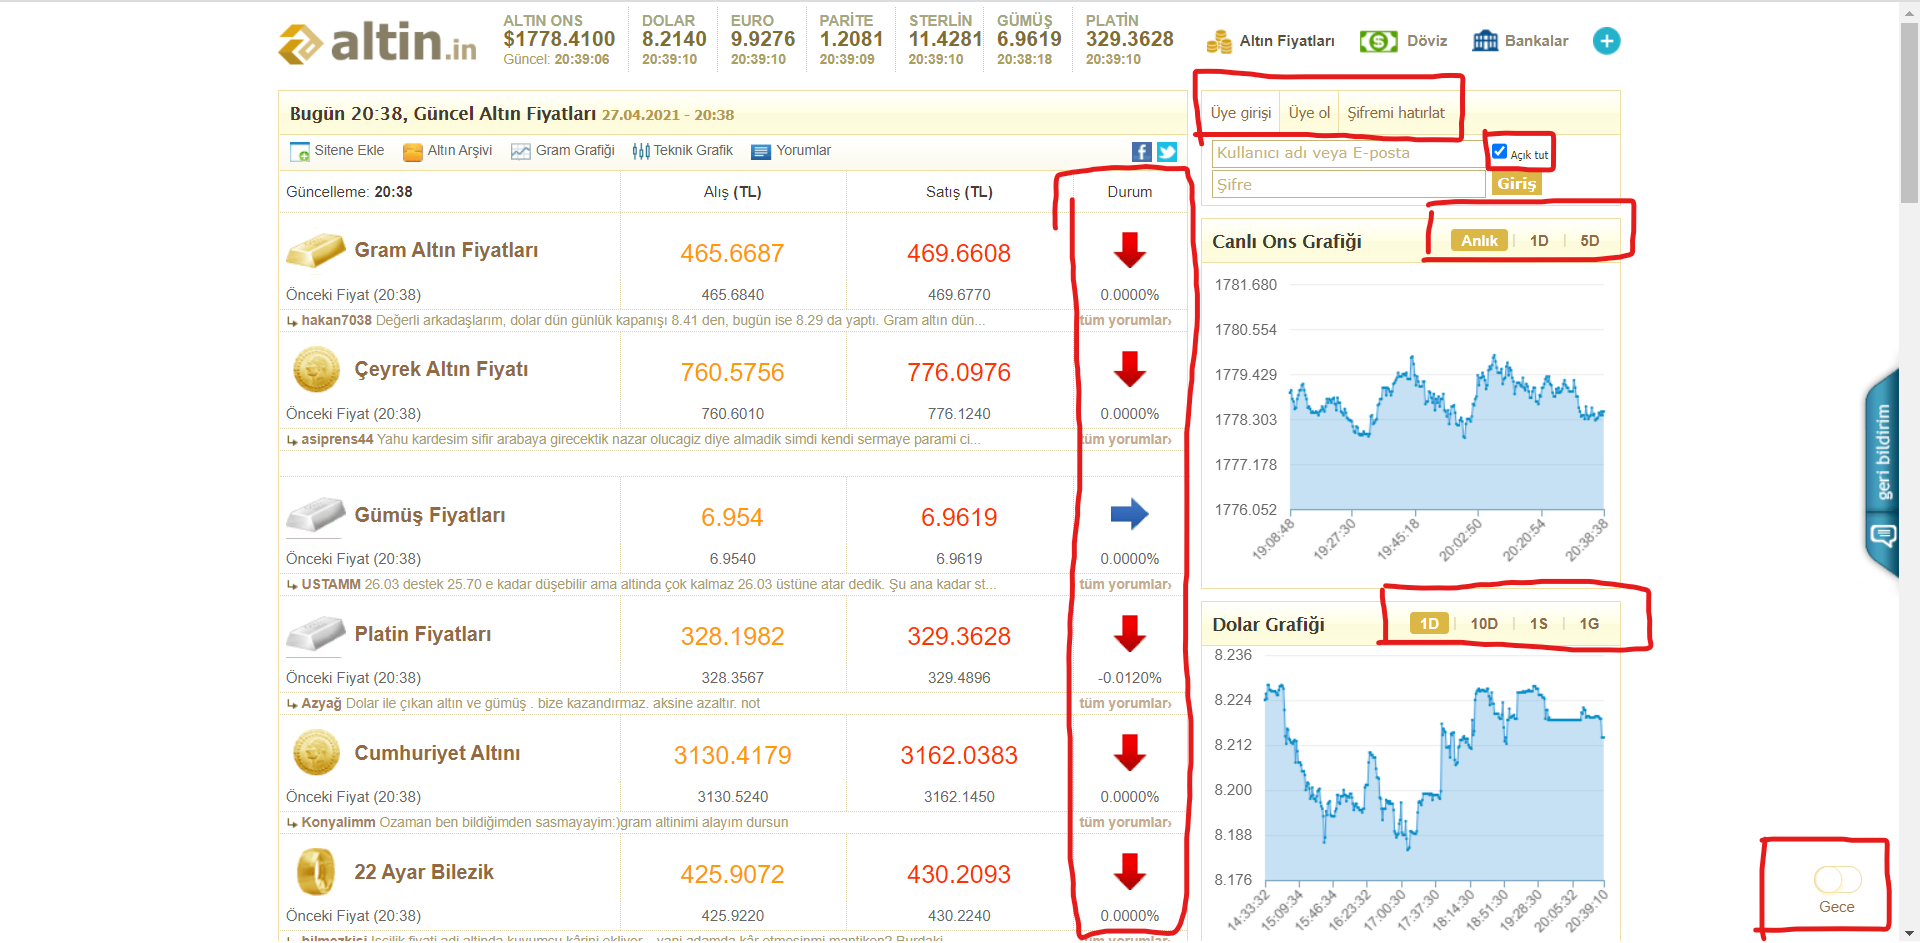 altin.in
ALTIN ONS
$1778.4100
Güncel: 20:39:06
DOLAR
8.2140
20:39:10
EURO
9.9276
20:39:10
PARİTE
1.2081
20:39:09
STERLİN
11.4281
20:39:10
GÜMÜŞ
6.9619
20:38:18
PLATİN
329.3628
20:39:10
Altın Fiyatları
Döviz
Bankalar
Bugün 20:38, Güncel Altın Fiyatları 27.04.2021 - 20:38
Sitene Ekle Altın Arşivi Gram Grafiği Teknik Grafik Yorumlar
Güncelleme: 20:38 Alış (TL) Satış (TL) Durum
Gram Altın Fiyatları 465.6687 469.6608
Önceki Fiyat (20:38) 465.6840 469.6770 0.0000%
hakan7038 Değerli arkadaşlarım, dolar dün günlük kapanışı 8.41 den, bugün ise 8.29 da yaptı. Gram altın dün... tüm yorumlar›
Çeyrek Altın Fiyatı 760.5756 776.0976
Önceki Fiyat (20:38) 760.6010 776.1240 0.0000%
asiprens44 Yahu kardesim sifir arabaya girecektik nazar olucagiz diye almadik simdi kendi sermaye parami ci... tüm yorumlar›
Gümüş Fiyatları 6.954 6.9619
Önceki Fiyat (20:38) 6.9540 6.9619 0.0000%
USTAMM 26.03 destek 25.70 e kadar düşebilir ama altinda çok kalmaz 26.03 üstüne atar dedik. Şu ana kadar st... tüm yorumlar›
Platin Fiyatları 328.1982 329.3628
Önceki Fiyat (20:38) 328.3567 329.4896 -0.0120%
Azyağ Dolar ile çıkan altın ve gümüş . bize kazandırmaz. aksine azaltır. not tüm yorumlar›
Cumhuriyet Altını 3130.4179 3162.0383
Önceki Fiyat (20:38) 3130.5240 3162.1450 0.0000%
Konyalimm Ozaman ben bildiğimden sasmayayim:)gram altinimi alayım dursun tüm yorumlar›
22 Ayar Bilezik 425.9072 430.2093
Önceki Fiyat (20:38) 425.9220 430.2240 0.0000%
Üye girişi Üye ol Şifremi hatırlat
Kullanıcı adı veya E-posta Açık tut
Şifre Giriş
Canlı Ons Grafiği Anlık 1D 5D
1781.680
1780.554
1779.429
1778.303
1777.178
1776.052
19:08:48 19:27:30 19:45:18 20:02:50 20:20:54 20:38:38
Dolar Grafiği 1D 10D 1S 1G
8.236
8.224
8.212
8.200
8.188
8.176
14:33:32 15:09:34 15:46:34 16:23:32 17:00:30 17:37:30 18:14:30 18:51:30 19:28:30 20:05:32 20:39:10
geri bildirim
Gece